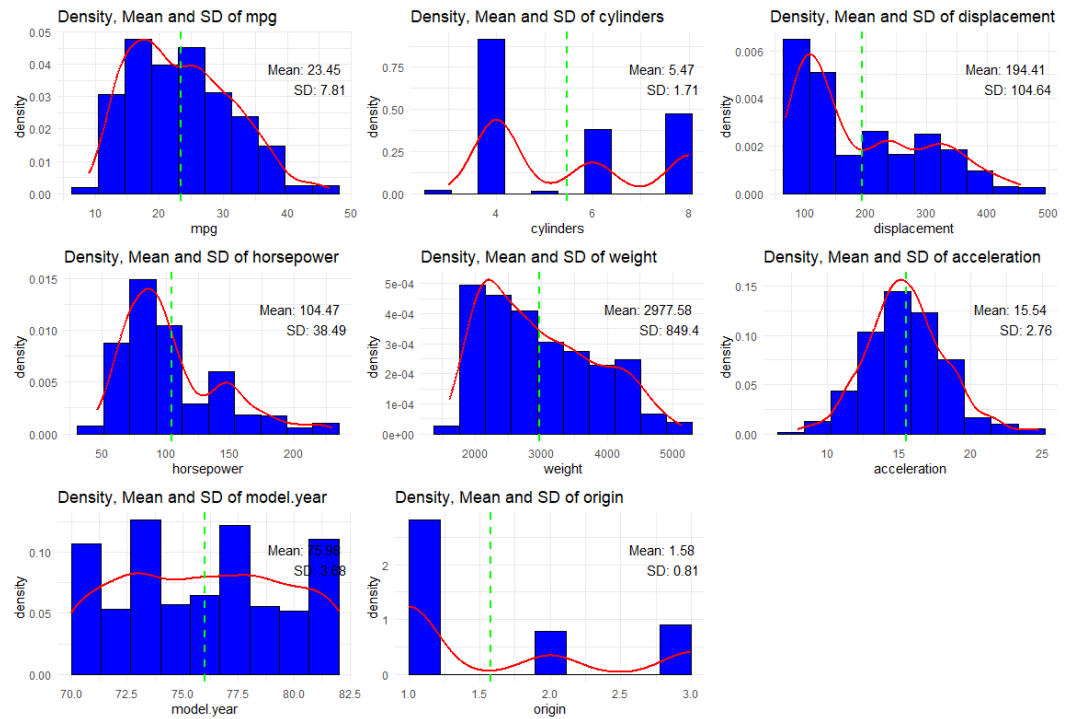 Density, Mean and SD of mpg
Density, Mean and SD of cylinders
Density, Mean and SD of displacement
0.05
0.04
0.03
0.02
0.01
0.00
density
Mean: 23.45
SD: 7.81
10
20
30
40
50
mpg
0.75
0.50
0.25
0.00
density
Mean: 5.47
SD: 1.71
4
6
8
cylinders
0.006
0.004
0.002
0.000
density
Mean: 194.41
SD: 104.64
100
200
300
400
500
displacement
Density, Mean and SD of horsepower
Density, Mean and SD of weight
Density, Mean and SD of acceleration
0.015
0.010
0.005
0.000
density
Mean: 104.47
SD: 38.49
50
100
150
200
horsepower
5e-04
4e-04
3e-04
2e-04
1e-04
0e+00
density
Mean: 2977.58
SD: 849.4
2000
3000
4000
5000
weight
0.15
0.10
0.05
0.00
density
Mean: 15.54
SD: 2.76
10
15
20
25
acceleration
Density, Mean and SD of model.year
Density, Mean and SD of origin
0.10
0.05
0.00
density
Mean: 75.98
SD: 3.68
70.0
72.5
75.0
77.5
80.0
82.5
model.year
2
1
0
density
Mean: 1.58
SD: 0.81
1.0
1.5
2.0
2.5
3.0
origin